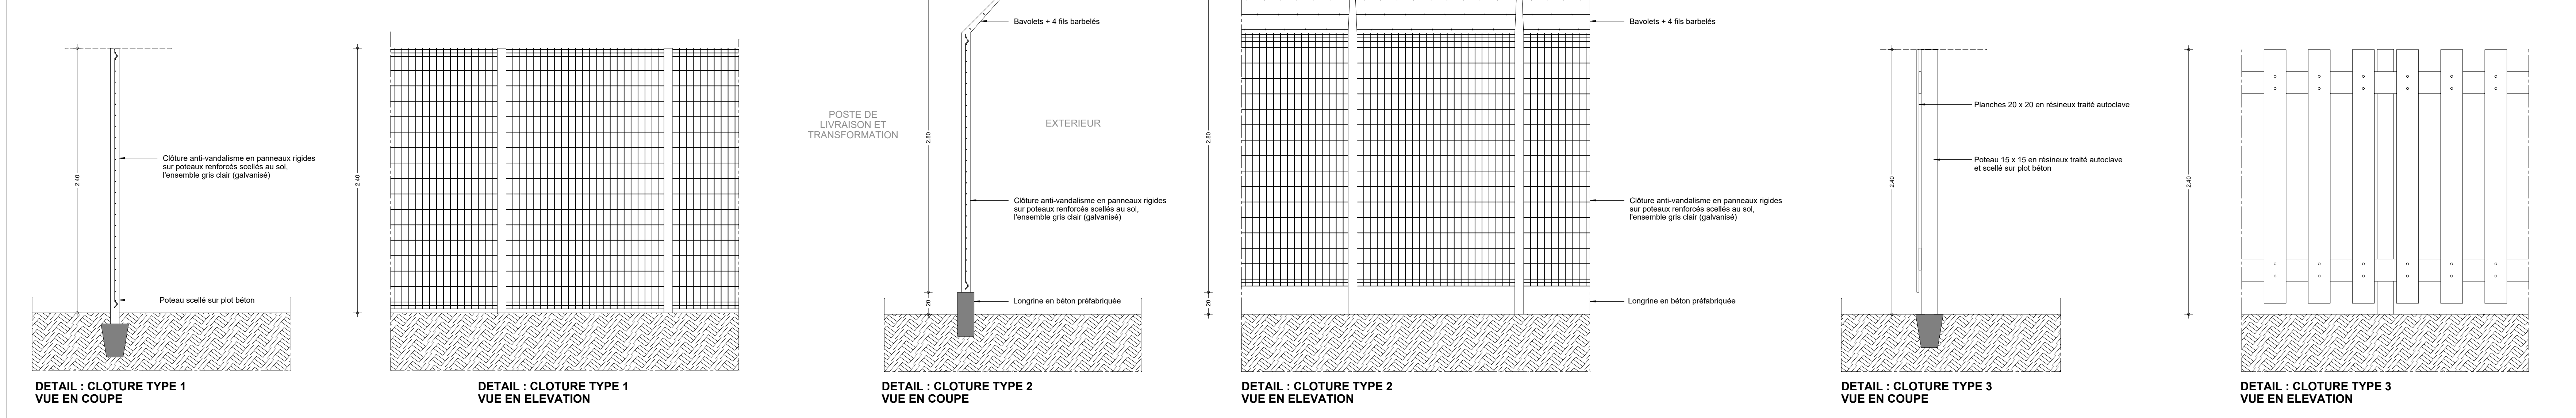 2.40
Clôture anti-vandalisme en panneaux rigides
sur poteaux renforcés scellés au sol,
l'ensemble gris clair (galvanisé)
Poteau scellé sur plot béton
DETAIL : CLOTURE TYPE 1
VUE EN COUPE
2.40
DETAIL : CLOTURE TYPE 1
VUE EN ELEVATION
POSTE DE
LIVRAISON ET
TRANSFORMATION
2.80
20
Bavolets + 4 fils barbelés
EXTERIEUR
Clôture anti-vandalisme en panneaux rigides
sur poteaux renforcés scellés au sol,
l'ensemble gris clair (galvanisé)
Longrine en béton préfabriquée
DETAIL : CLOTURE TYPE 2
VUE EN COUPE
2.80
20
Bavolets + 4 fils barbelés
Clôture anti-vandalisme en panneaux rigides
sur poteaux renforcés scellés au sol,
l'ensemble gris clair (galvanisé)
Longrine en béton préfabriquée
DETAIL : CLOTURE TYPE 2
VUE EN ELEVATION
2.40
Planches 20 x 20 en résineux traité autoclave
Poteau 15 x 15 en résineux traité autoclave
et scellé sur plot béton
DETAIL : CLOTURE TYPE 3
VUE EN COUPE
2.40
DETAIL : CLOTURE TYPE 3
VUE EN ELEVATION